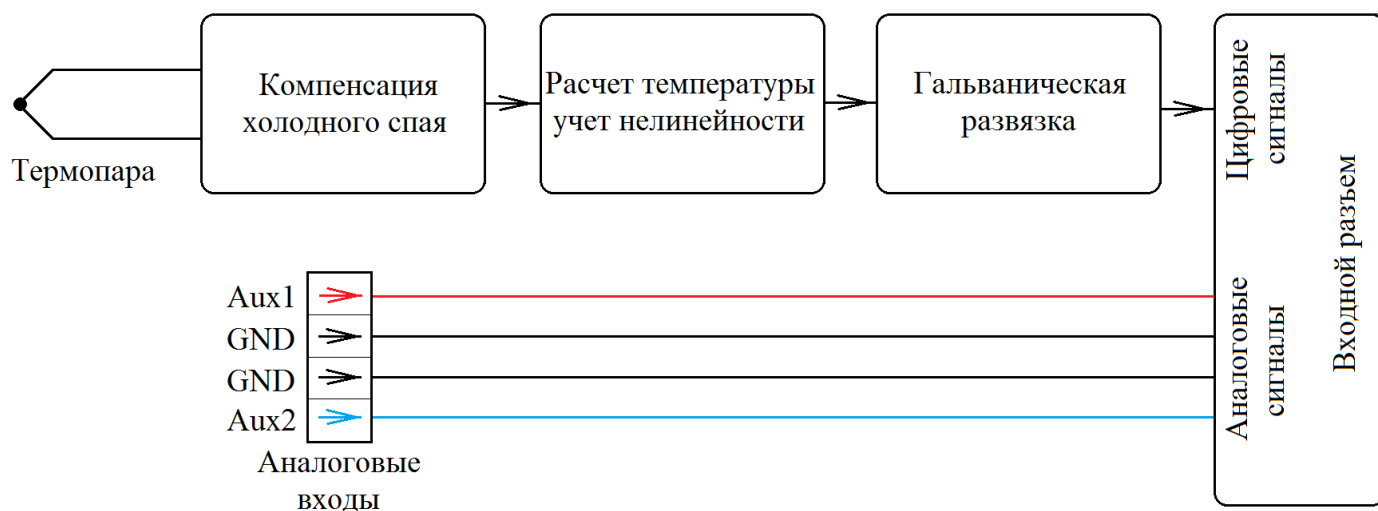 Компенсация
холодного спая
Расчет температуры
учет нелинейности
Гальваническая
развязка
Цифровые
сигналы
Термопара
Входной разъем
Aux1
GND
GND
Aux2
Аналоговые
сигналы
Аналоговые
входы